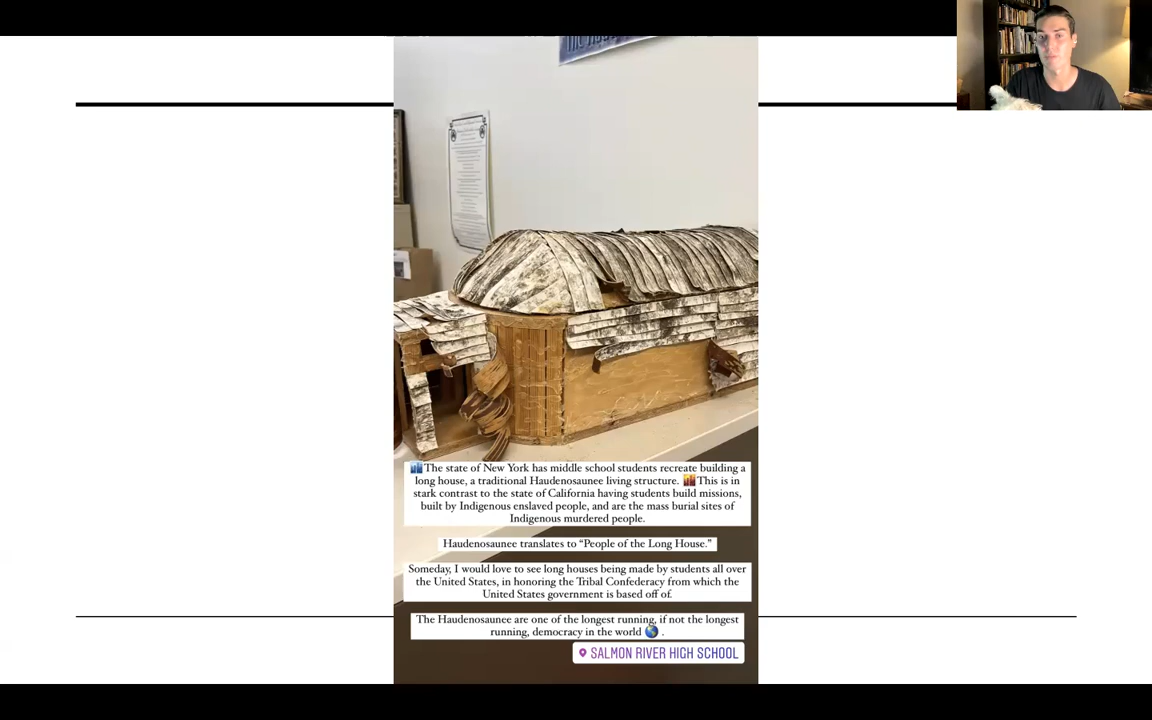 The state of New York has middle school students recreate building a
long house, a traditional Haudenosaunee living structure. This is in
stark contrast to the state of California having students build missions,
built by Indigenous enslaved people, and are the mass burial sites of
Indigenous murdered people.
Haudenosaunee translates to “People of the Long House.”
Someday, I would love to see long houses being made by students all over
the United States, in honoring the Tribal Confederacy from which the
United States government is based off of.
The Haudenosaunee are one of the longest running, if not the longest
running, democracy in the world 🌎 .
SALMON RIVER HIGH SCHOOL